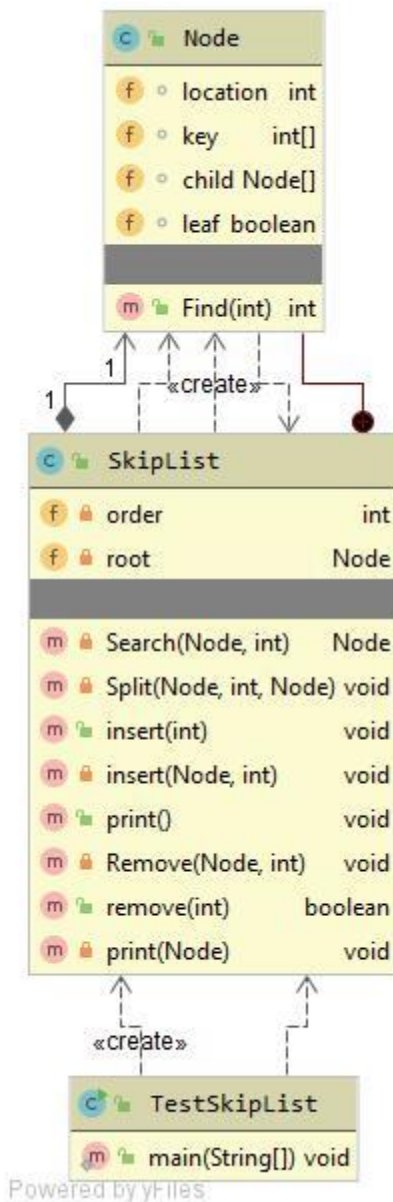 C Node
f location int
f key int[]
f child Node[]
f leaf boolean
m Find(int) int
1
1
«create»
C SkipList
f order int
f root Node
m Search(Node, int) Node
m Split(Node, int, Node) void
m insert(int) void
m insert(Node, int) void
m print() void
m Remove(Node, int) void
m remove(int) boolean
m print(Node) void
«create»
C TestSkipList
m main(String[]) void
Powered by yFiles